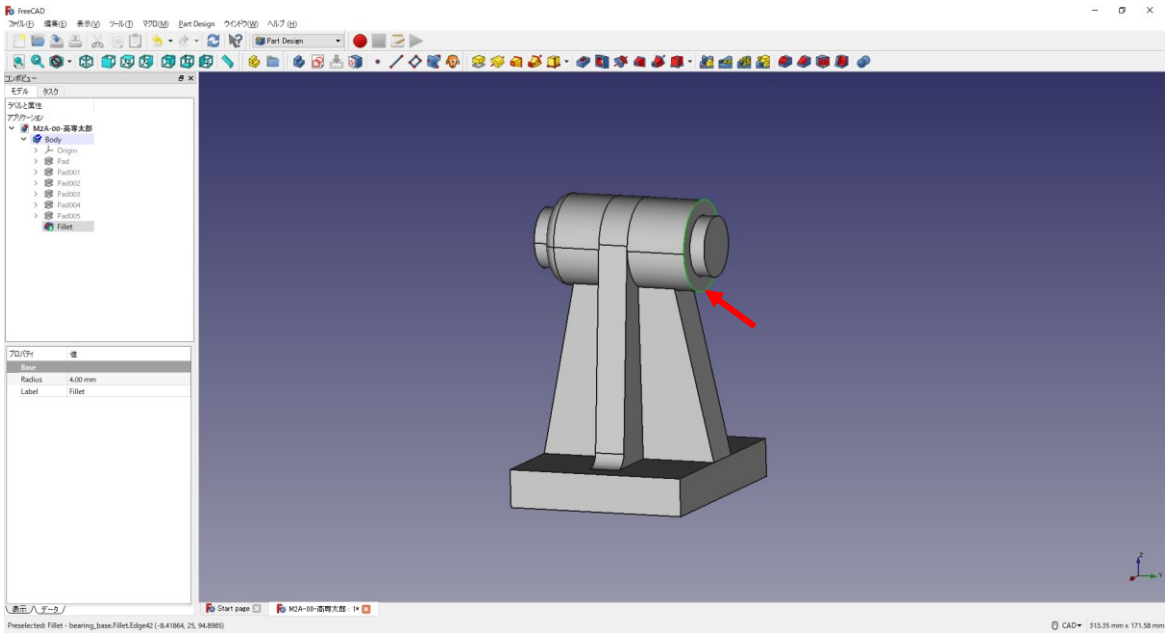 FreeCAD
ファイル(F) 編集(E) 表示(V) ツール(T) マクロ(M) Part Design ウインドウ(W) ヘルプ(H)
Part Design
コンボビュー
モデル タスク
ラベルと属性
アプリケーション
M2A-00-高専太郎
Body
Origin
Pad
Pad001
Pad002
Pad003
Pad004
Pad005
Fillet
プロパティ 値
Base
Radius 4.00 mm
Label Fillet
Z
Y
表示 データ
Start page M2A-00-高専太郎 : 1*
Preselected: Fillet - bearing_base.Fillet.Edge42 (-8.41864, 25, 94.8985) CAD 313.35 mm x 171.58 mm